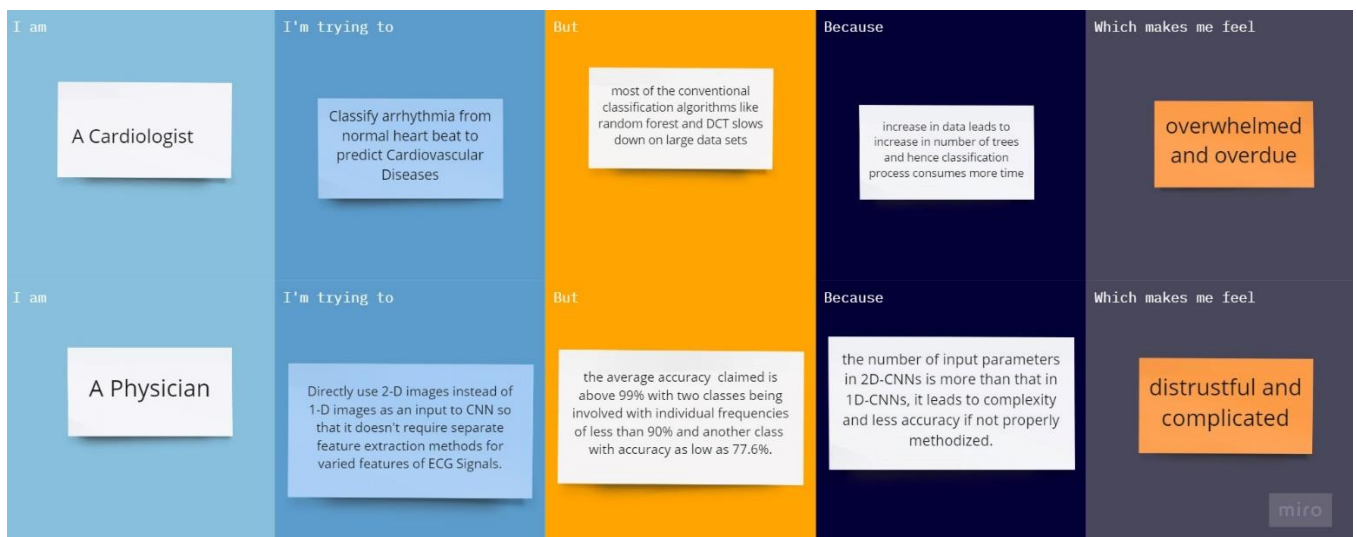 I am
I'm trying to
But
Because
Which makes me feel
A Cardiologist
Classify arrhythmia from
normal heart beat to
predict Cardiovascular
Diseases
most of the conventional
classification algorithms like
random forest and DCT slows
down on large data sets
increase in data leads to
increase in number of trees
and hence classification
process consumes more time
overwhelmed
and overdue
I am
I'm trying to
But
Because
Which makes me feel
A Physician
Directly use 2-D images instead of
1-D images as an input to CNN so
that it doesn't require separate
feature extraction methods for
varied features of ECG Signals.
the average accuracy claimed is
above 99% with two classes being
involved with individual frequencies
of less than 90% and another class
with accuracy as low as 77.6%.
the number of input parameters
in 2D-CNNs is more than that in
1D-CNNs, it leads to complexity
and less accuracy if not properly
methodized.
distrustful and
complicated
miro